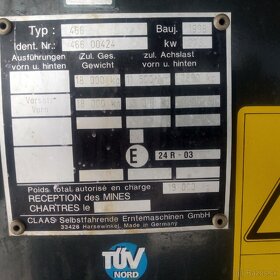 Typ : 466 Bauj.
Ident. Nr.: 466 00424 kw
Ausführungen Zul. Ges. Zul. Achslast
vorn u. hinten Gewicht vorn u. hinten
E 24 R - 03
Poids total autorisé en charge
RECEPTION des MINES
CHARTRES le
CLAAS Selbstfahrende Erntemaschinen GmbH
33428 Harsewinkel, Made in Germany
TÜV
NORD